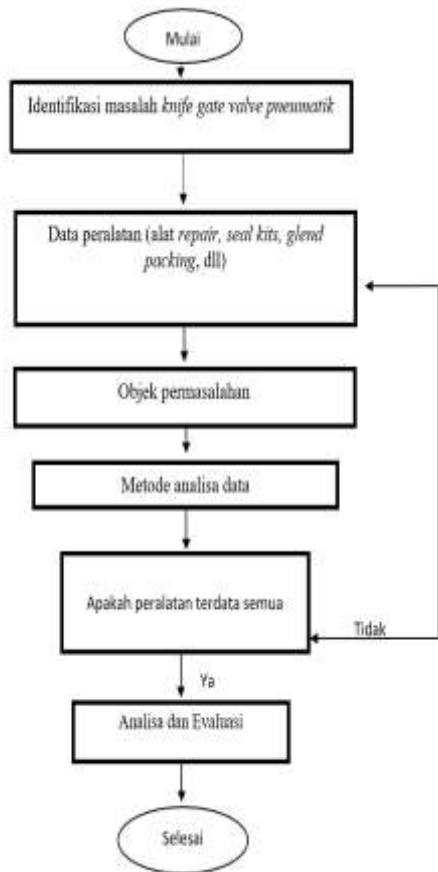 Mulai
Identifikasi masalah knife gate valve pneumatik
Data peralatan (alat repair, seal kits, glend
packing, dll)
Objek permasalahan
Metode analisa data
Apakah peralatan terdata semua
Tidak
Ya
Analisa dan Evaluasi
Selesai